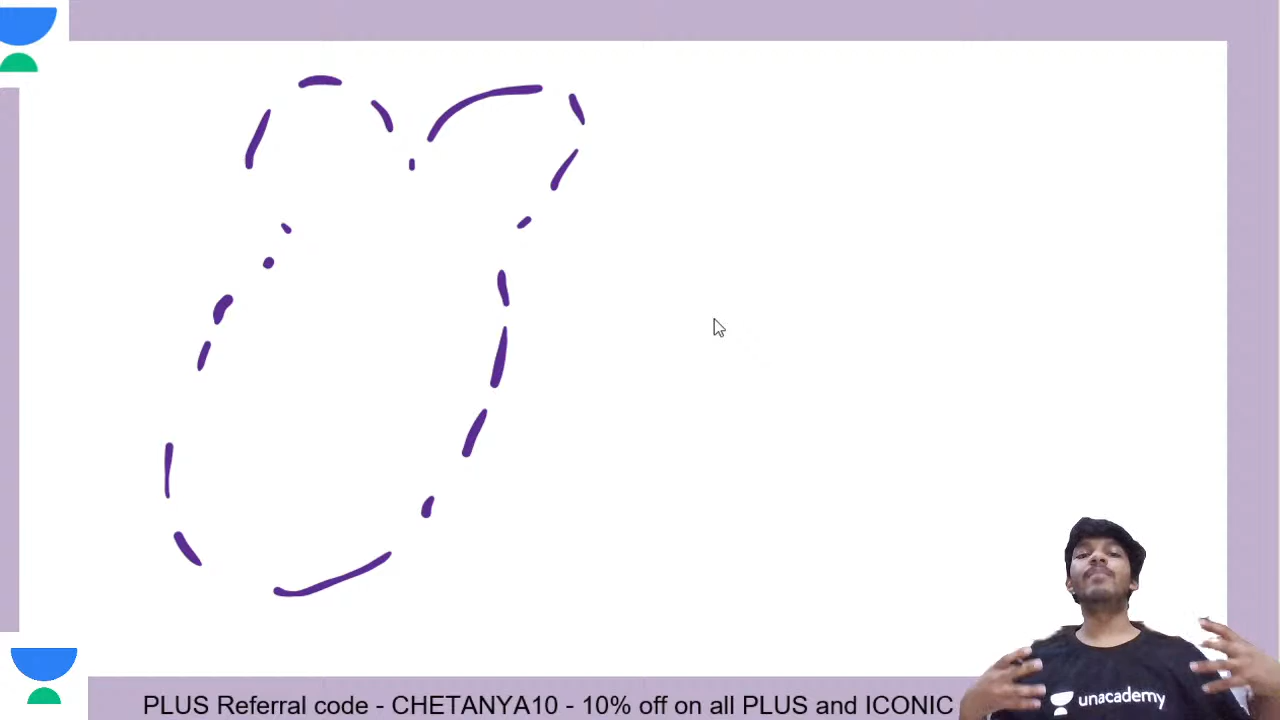 unacademy
PLUS Referral code - CHETANYA10 - 10% off on all PLUS and ICONIC